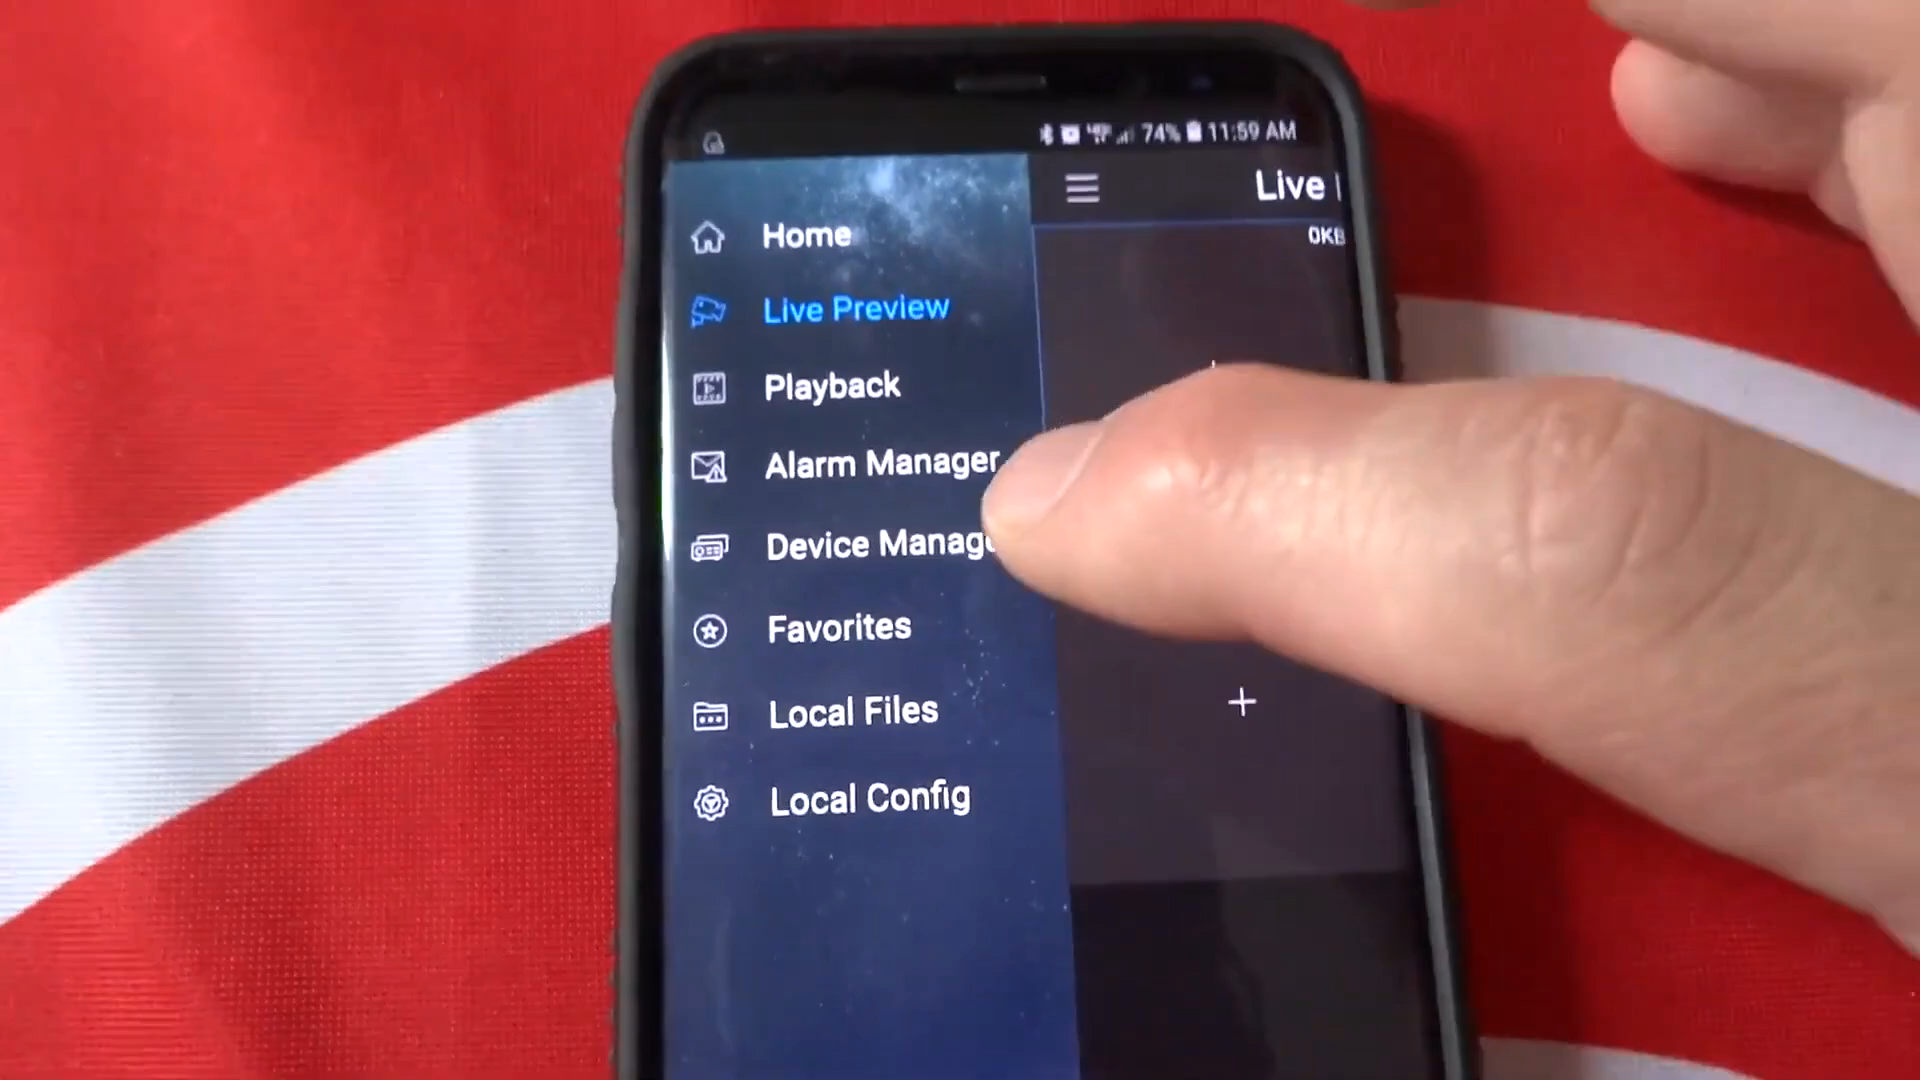 74% 11:59 AM
Live
0KB
Home
Live Preview
Playback
Alarm Manager
Device Manage
Favorites
Local Files
Local Config